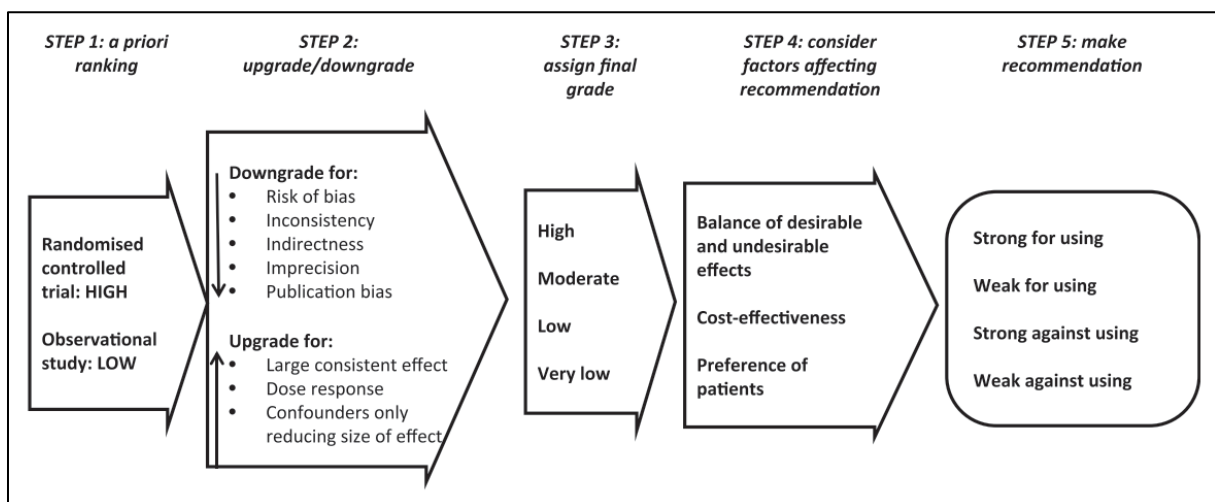 STEP 1: a priori
ranking
STEP 2:
upgrade/downgrade
STEP 3:
assign final
grade
STEP 4: consider
factors affecting
recommendation
STEP 5: make
recommendation
Randomised
controlled
trial: HIGH
Observational
study: LOW
Downgrade for:
• Risk of bias
• Inconsistency
• Indirectness
• Imprecision
• Publication bias
Upgrade for:
• Large consistent effect
• Dose response
• Confounders only
reducing size of effect
High
Moderate
Low
Very low
Balance of desirable
and undesirable
effects
Cost-effectiveness
Preference of
patients
Strong for using
Weak for using
Strong against using
Weak against using